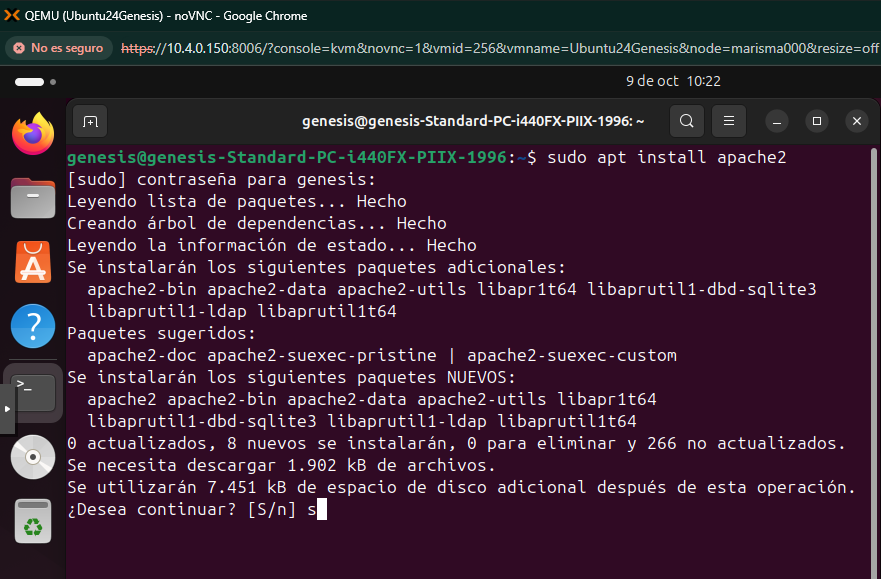 QEMU (Ubuntu24Genesis) - noVNC - Google Chrome
No es seguro https://10.4.0.150:8006/?console=kvm&novnc=1&vmid=256&vmname=Ubuntu24Genesis&node=marisma000&resize=off
9 de oct 10:22
genesis@genesis-Standard-PC-i440FX-PIIX-1996: ~
genesis@genesis-Standard-PC-i440FX-PIIX-1996:~$ sudo apt install apache2
[sudo] contraseña para genesis:
Leyendo lista de paquetes... Hecho
Creando árbol de dependencias... Hecho
Leyendo la información de estado... Hecho
Se instalarán los siguientes paquetes adicionales:
apache2-bin apache2-data apache2-utils libapr1t64 libaprutil1-dbd-sqlite3
libaprutil1-ldap libaprutil1t64
Paquetes sugeridos:
apache2-doc apache2-suexec-pristine | apache2-suexec-custom
Se instalarán los siguientes paquetes NUEVOS:
apache2 apache2-bin apache2-data apache2-utils libapr1t64
libaprutil1-dbd-sqlite3 libaprutil1-ldap libaprutil1t64
0 actualizados, 8 nuevos se instalarán, 0 para eliminar y 266 no actualizados.
Se necesita descargar 1.902 kB de archivos.
Se utilizarán 7.451 kB de espacio de disco adicional después de esta operación.
¿Desea continuar? [S/n] s